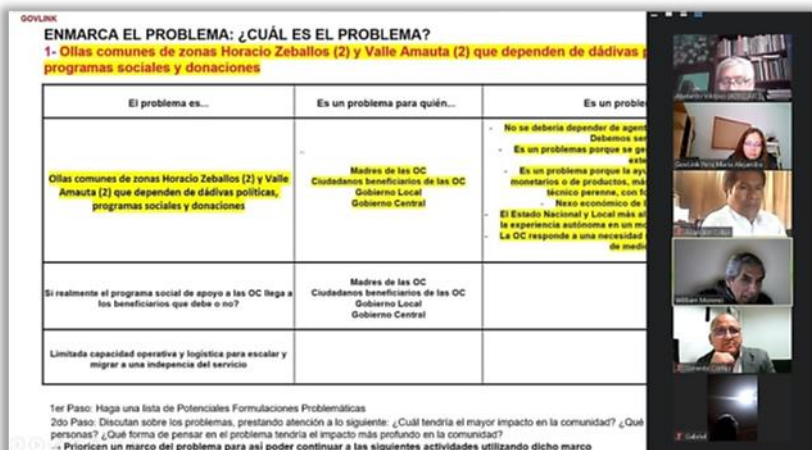 GOVLINK
ENMARCA EL PROBLEMA: ¿CUÁL ES EL PROBLEMA?
1- Ollas comunes de zonas Horacio Zeballos (2) y Valle Amauta (2) que dependen de dádivas
programas sociales y donaciones
El problema es...
Es un problema para quién...
Es un proble
Ollas comunes de zonas Horacio Zeballos (2) y Valle
Amauta (2) que dependen de dádivas políticas,
programas sociales y donaciones
Madres de las OC
Ciudadanos beneficiarios de las OC
Gobierno Local
Gobierno Central
- No se debería depender de agent
Debemos ser
- Es un problemas porque se ge
exte
- Es un problema porque la ayu
monetarios o de productos, má
técnico perenne, con fo
- Nexo económico de l
- El Estado Nacional y Local más al
la experiencia autónoma en un mo
- La OC responde a una necesidad
de medic
Si realmente el programa social de apoyo a las OC llega a
los beneficiarios que debe o no?
Madres de las OC
Ciudadanos beneficiarios de las OC
Gobierno Local
Gobierno Central
Limitada capacidad operativa y logística para escalar y
migrar a una indepencia del servicio
1er Paso: Haga una lista de Potenciales Formulaciones Problemáticas
2do Paso: Discutan sobre los problemas, prestando atención a lo siguiente: ¿Cuál tendría el mayor impacto en la comunidad? ¿Qué
personas? ¿Qué forma de pensar en el problema tendría el impacto más profundo en la comunidad?
Prioricen un marco del problema para así poder continuar a las siguientes actividades utilizando dicho marco
William Moreno
Gabriel